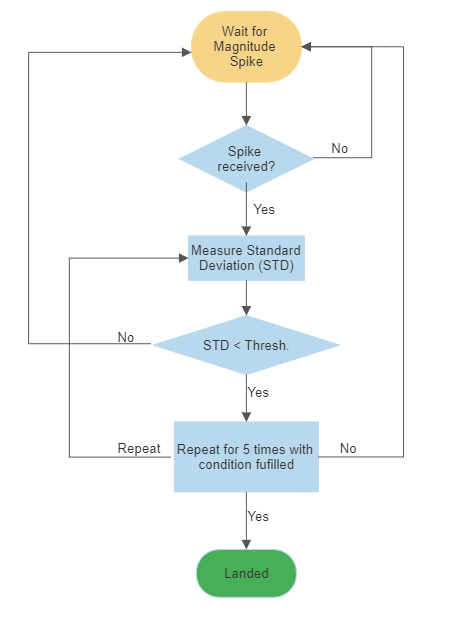 Wait for
Magnitude
Spike
Spike
received?
No
Yes
Measure Standard
Deviation (STD)
No
STD < Thresh.
Yes
Repeat
Repeat for 5 times with
condition fufilled
No
Yes
Landed